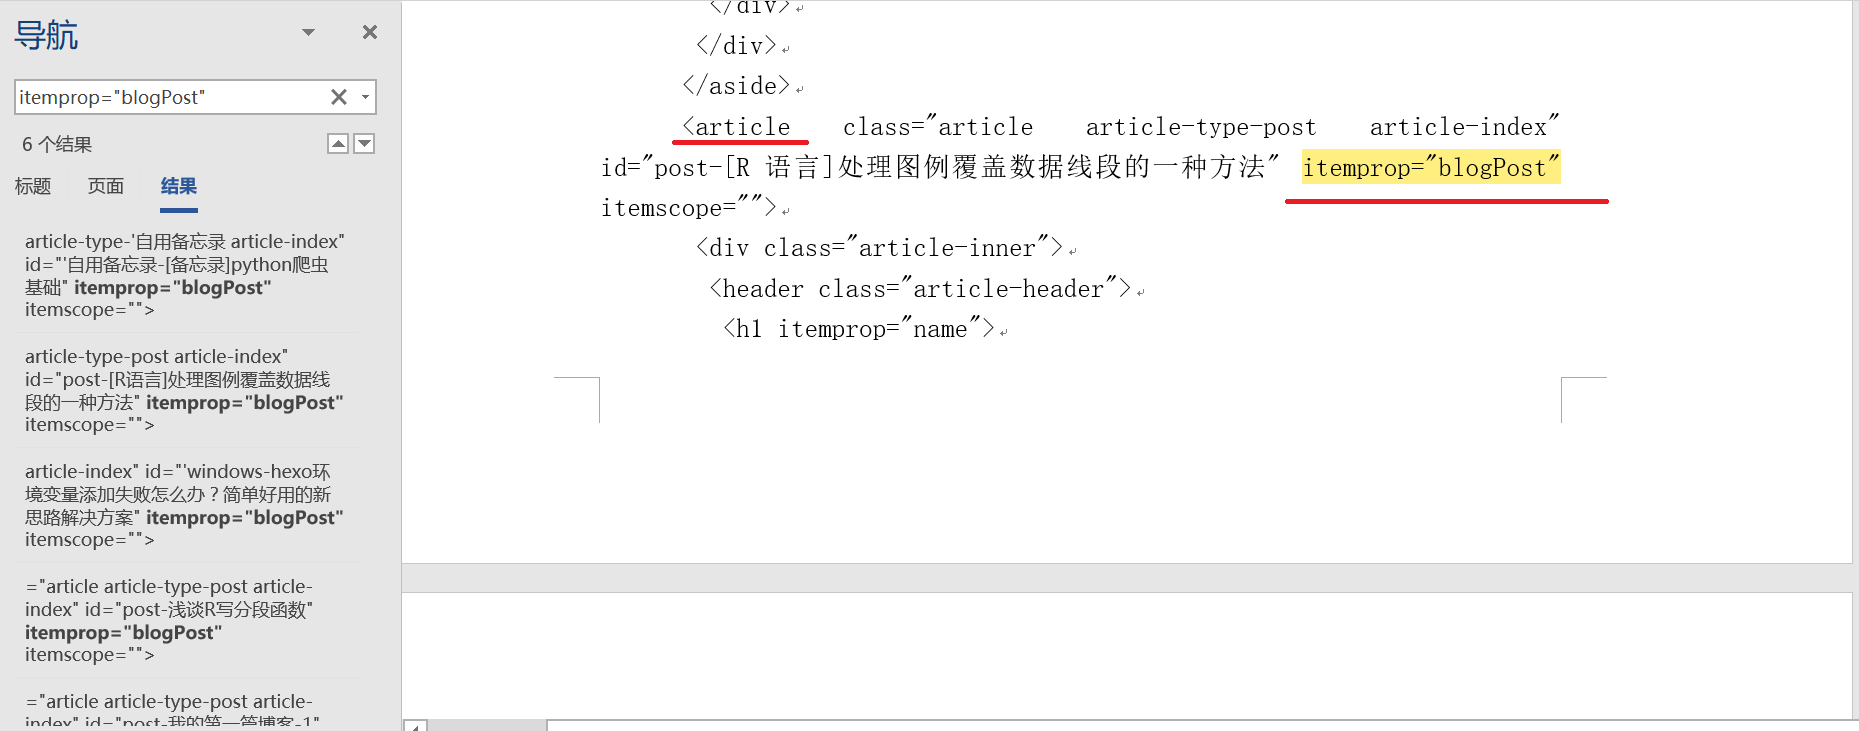 导航
itemprop="blogPost"
6 个结果
标题 页面 结果
article-type-'自用备忘录 article-index"
id="'自用备忘录-[备忘录]python爬虫
基础" itemprop="blogPost"
itemscope="">
article-type-post article-index"
id="post-[R语言]处理图例覆盖数据线
段的一种方法" itemprop="blogPost"
itemscope="">
article-index" id="'windows-hexo环
境变量添加失败怎么办？简单好用的新
思路解决方案" itemprop="blogPost"
itemscope="">
="article article-type-post article-
index" id="post-浅谈R写分段函数"
itemprop="blogPost"
itemscope="">
="article article-type-post article-
index" id="post-我的第一篇博客-1"
</div>
</div>
</aside>
<article class="article article-type-post article-index"
id="post-[R 语言]处理图例覆盖数据线段的一种方法" itemprop="blogPost"
itemscope="">
<div class="article-inner">
<header class="article-header">
<h1 itemprop="name">